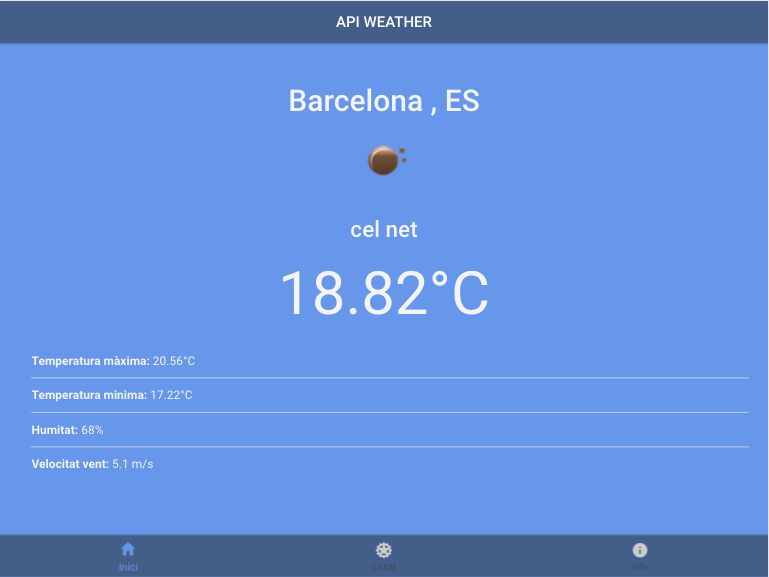 API WEATHER
Barcelona , ES
cel net
18.82°C
Temperatura màxima: 20.56°C
Temperatura minima: 17.22°C
Humitat: 68%
Velocitat vent: 5.1 m/s
Inici
Ciutat
Info